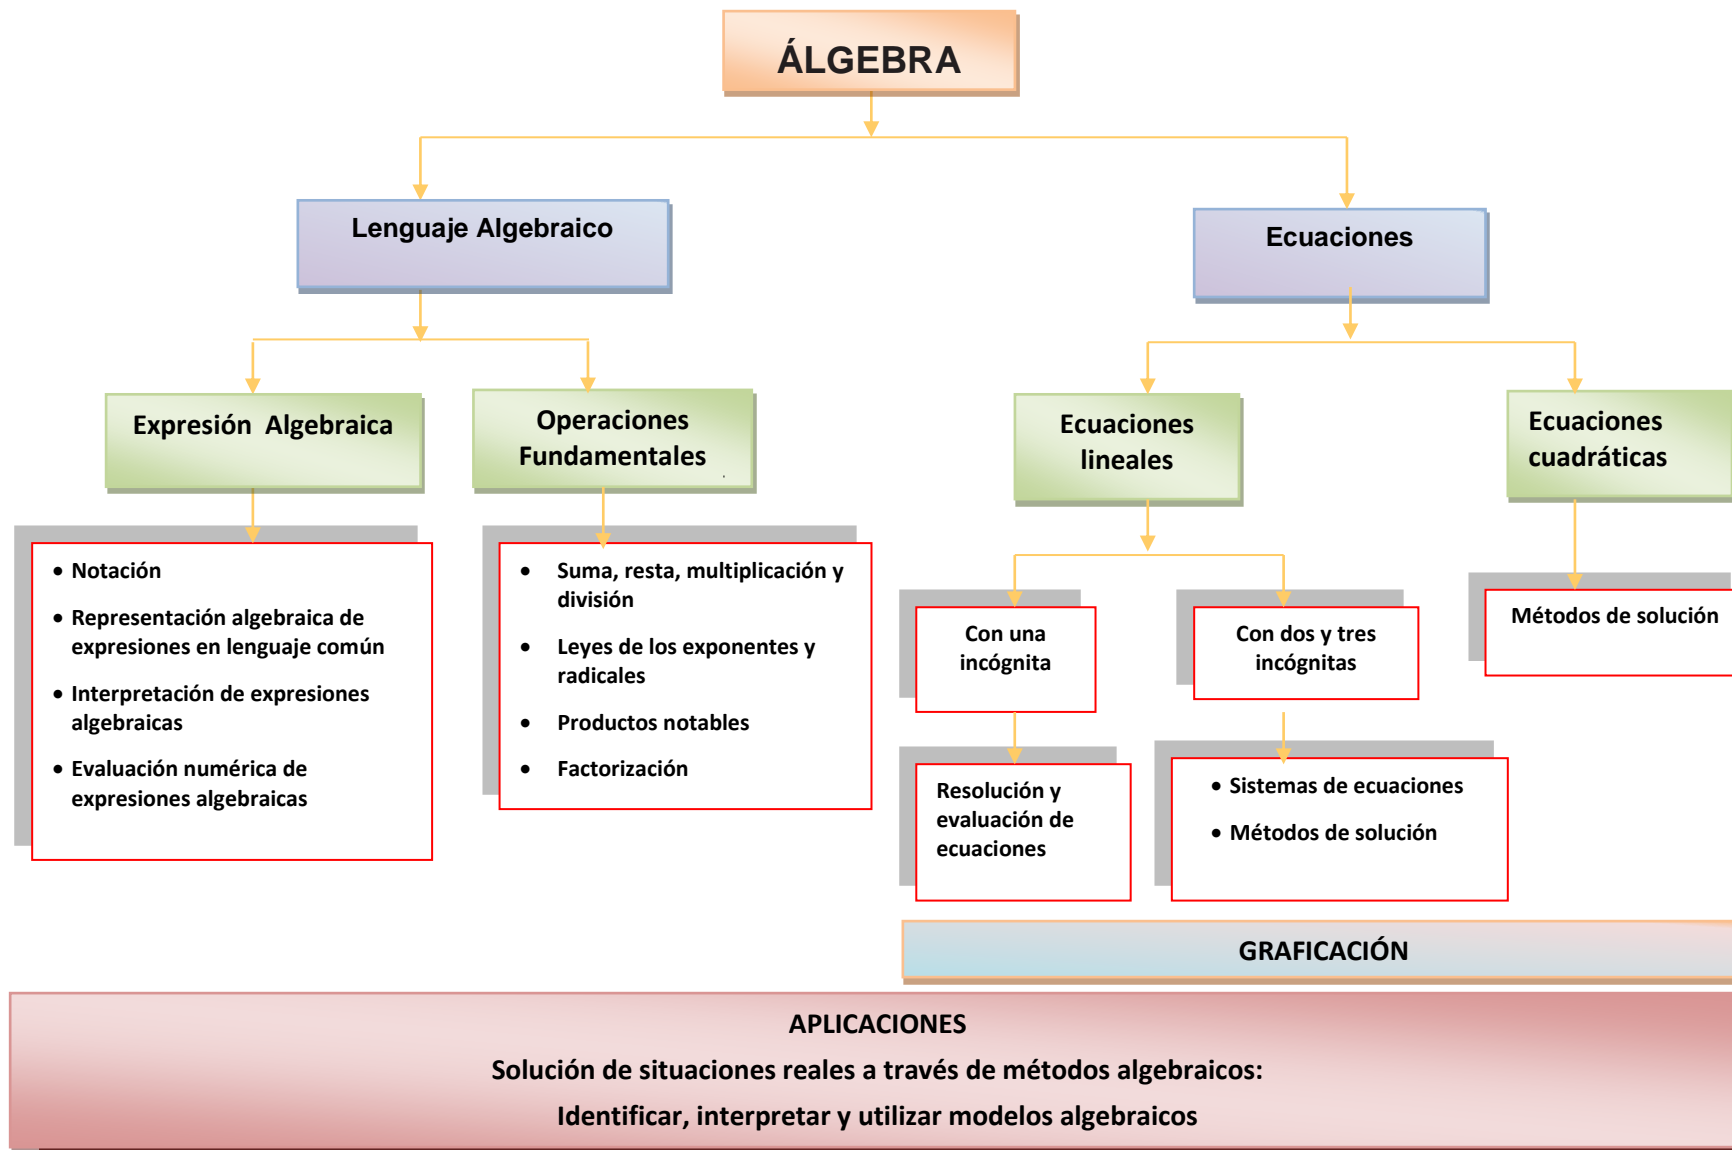 ÁLGEBRA
Lenguaje Algebraico
Ecuaciones
Expresión Algebraica
Operaciones
Fundamentales
Ecuaciones
lineales
Ecuaciones
cuadráticas
• Notación
• Representación algebraica de
expresiones en lenguaje común
• Interpretación de expresiones
algebraicas
• Evaluación numérica de
expresiones algebraicas
• Suma, resta, multiplicación y
división
• Leyes de los exponentes y
radicales
• Productos notables
• Factorización
Con una
incógnita
Con dos y tres
incógnitas
Métodos de solución
Resolución y
evaluación de
ecuaciones
• Sistemas de ecuaciones
• Métodos de solución
GRAFICACIÓN
APLICACIONES
Solución de situaciones reales a través de métodos algebraicos:
Identificar, interpretar y utilizar modelos algebraicos